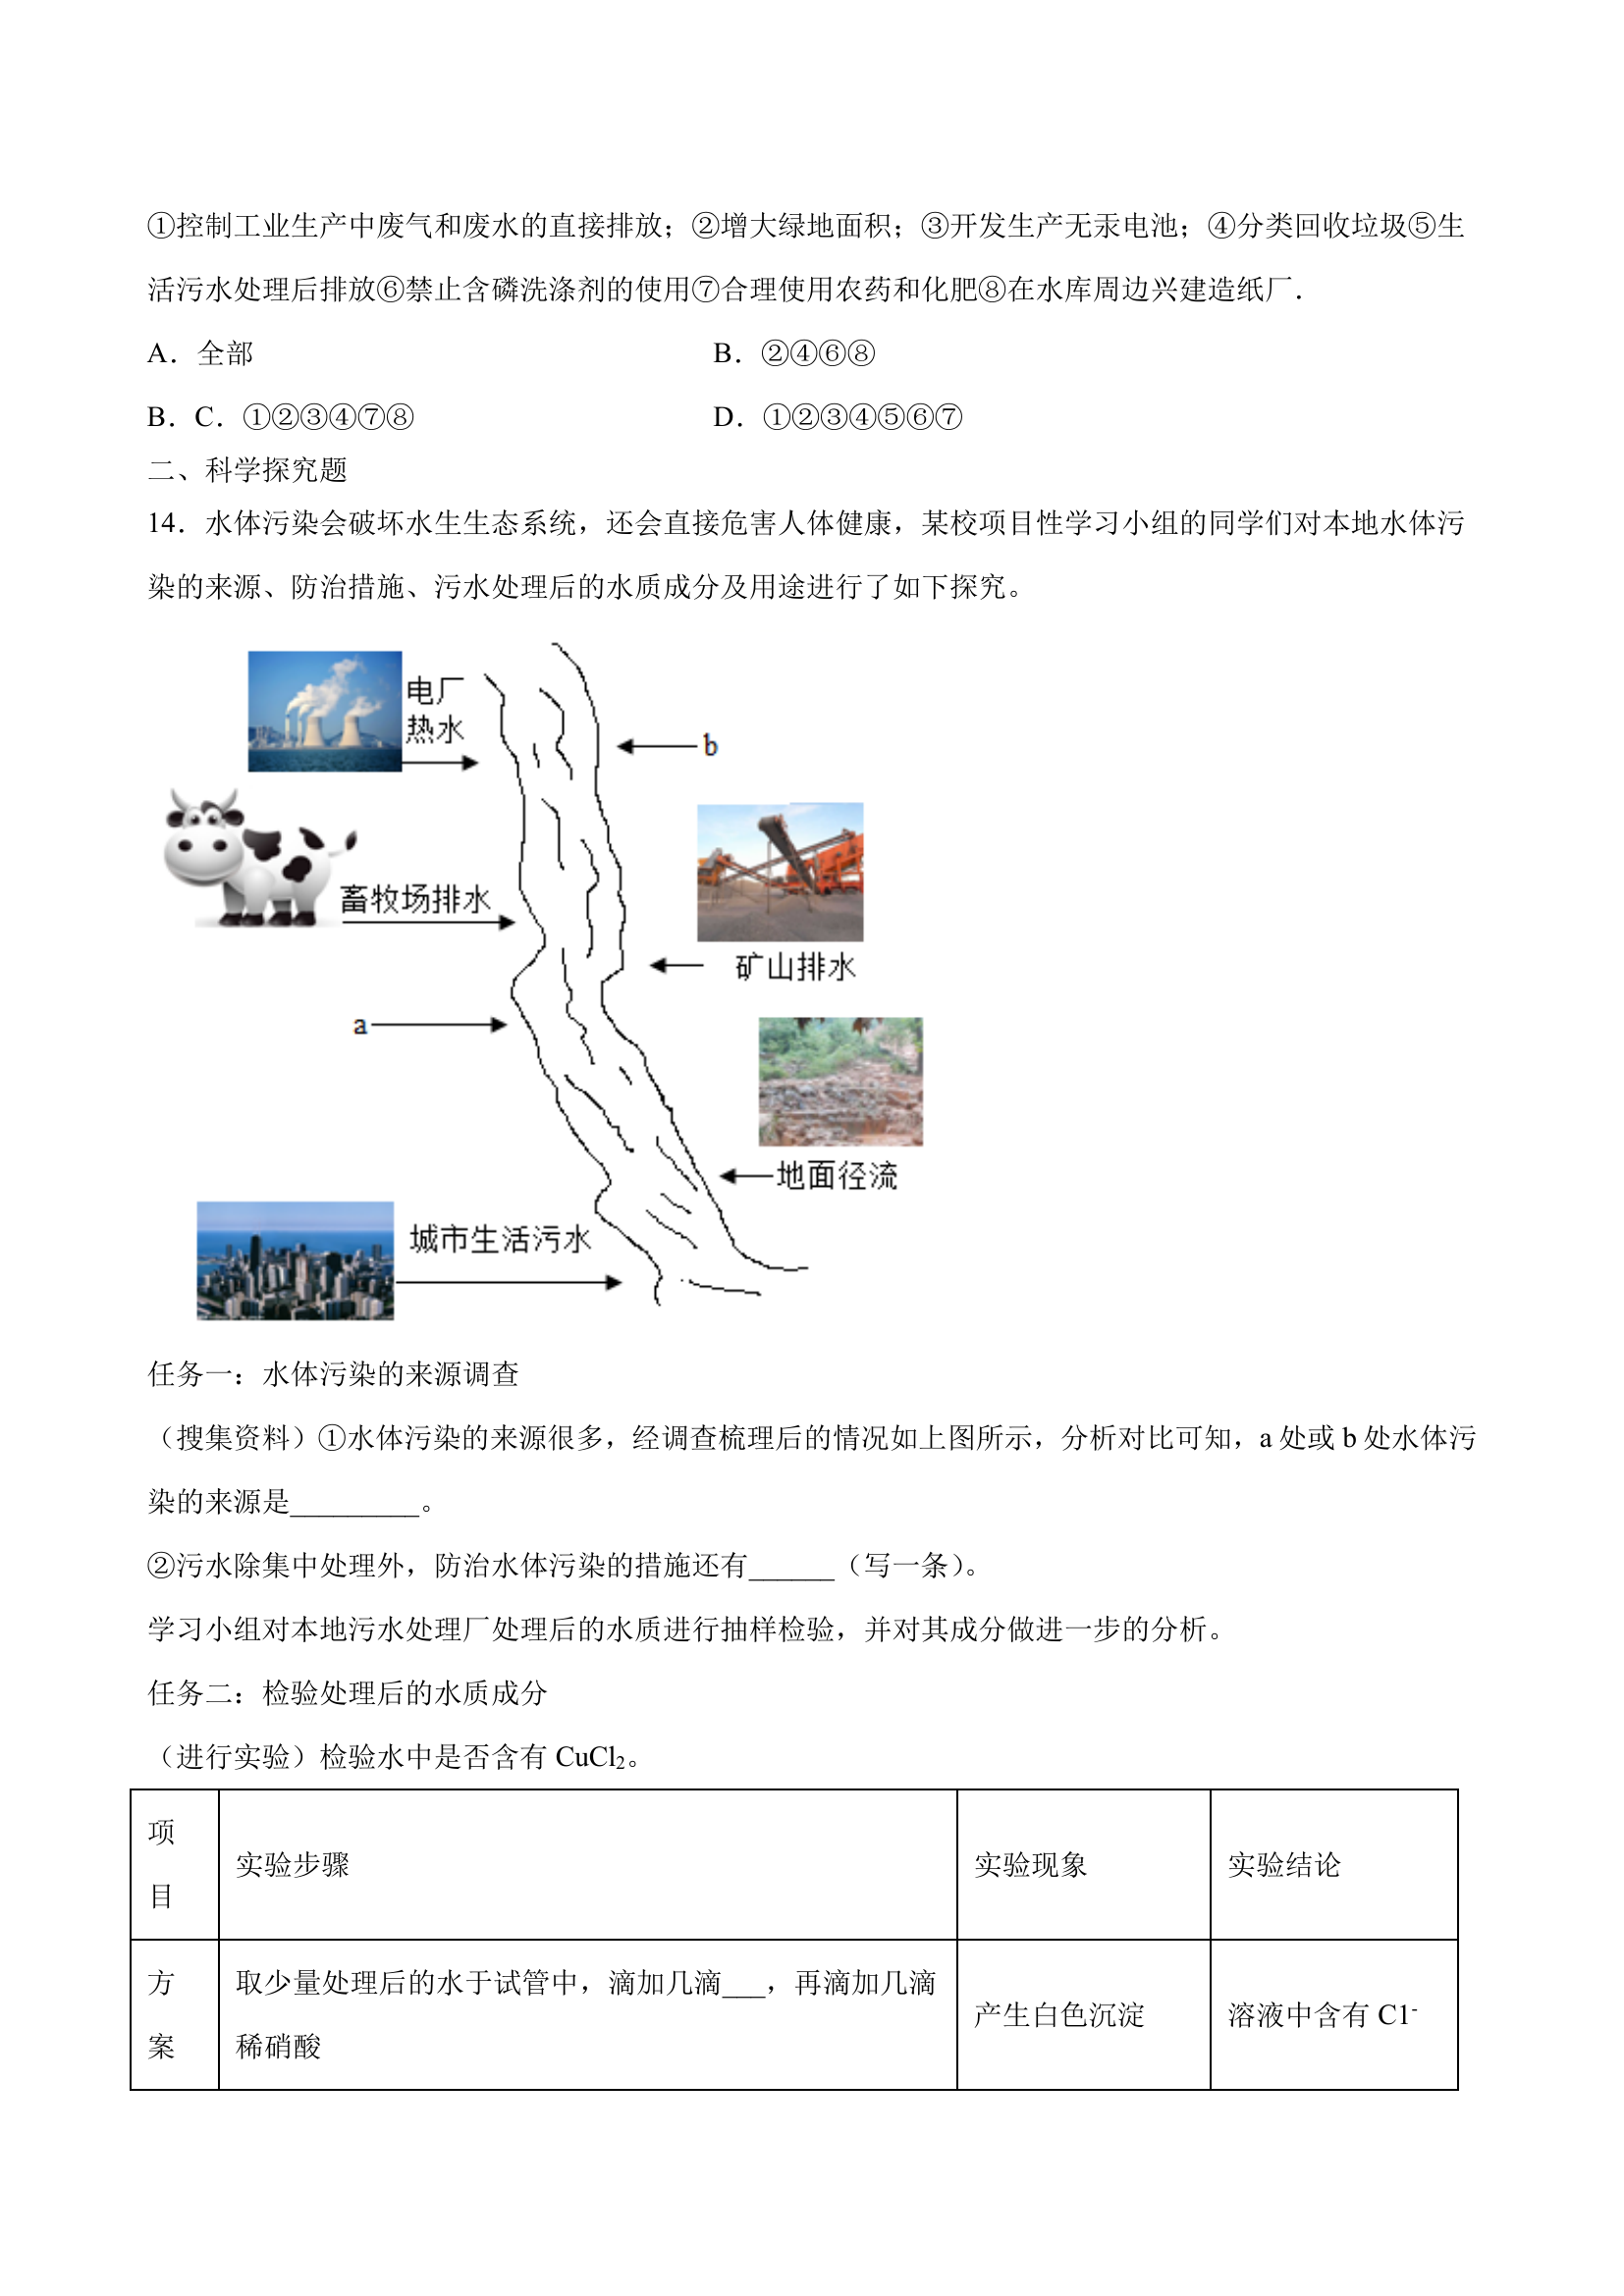 ①控制工业生产中废气和废水的直接排放；②增大绿地面积；③开发生产无汞电池；④分类回收垃圾⑤生
活污水处理后排放⑥禁止含磷洗涤剂的使用⑦合理使用农药和化肥⑧在水库周边兴建造纸厂．
A．全部 B．②④⑥⑧
B．C．①②③④⑦⑧ D．①②③④⑤⑥⑦
二、科学探究题
14．水体污染会破坏水生生态系统，还会直接危害人体健康，某校项目性学习小组的同学们对本地水体污
染的来源、防治措施、污水处理后的水质成分及用途进行了如下探究。
电厂
热水
b
畜牧场排水
矿山排水
a
地面径流
城市生活污水
任务一：水体污染的来源调查
（搜集资料）①水体污染的来源很多，经调查梳理后的情况如上图所示，分析对比可知，a 处或 b 处水体污
染的来源是_________。
②污水除集中处理外，防治水体污染的措施还有______（写一条）。
学习小组对本地污水处理厂处理后的水质进行抽样检验，并对其成分做进一步的分析。
任务二：检验处理后的水质成分
（进行实验）检验水中是否含有 CuCl₂。
项
目
实验步骤
实验现象
实验结论
方
案
取少量处理后的水于试管中，滴加几滴___，再滴加几滴
稀硝酸
产生白色沉淀
溶液中含有 C1⁻